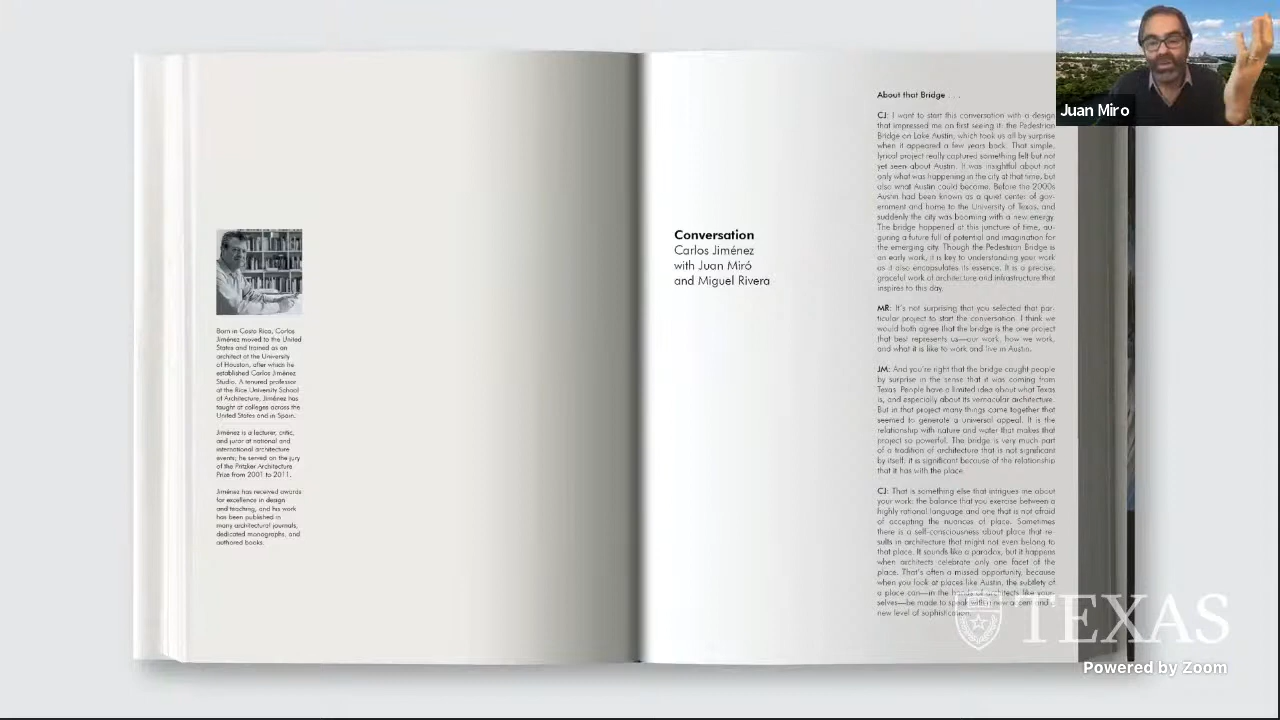 Born in Costa Rica, Carlos
Jiménez moved to the United
States and trained as an
architect at the University
of Houston, after which he
established Carlos Jiménez
Studio. A tenured professor
at the Rice University School
of Architecture, Jiménez has
taught at colleges across the
United States and in Spain.
Jiménez is a lecturer, critic,
and juror at national and
international architecture
events; he served on the jury
of the Pritzker Architecture
Prize from 2001 to 2011.
Jiménez has received awards
for excellence in design
and teaching, and his work
has been published in
many architectural journals,
dedicated monographs, and
authored books.
Conversation
Carlos Jiménez
with Juan Miró
and Miguel Rivera
About that Bridge . . .
CJ: I want to start this conversation with a design
that impressed me on first seeing it: the Pedestrian
Bridge on Lake Austin, which took us all by surprise
when it appeared a few years back. That simple,
lyrical project really captured something felt but not
yet seen about Austin. It was insightful about not
only what was happening in the city at that time, but
also what Austin could become. Before the 2000s
Austin had been known as a quiet center of gov-
ernment and home to the University of Texas, and
suddenly the city was booming with a new energy.
The bridge happened at this juncture of time, au-
guring a future full of potential and imagination for
the emerging city. Though the Pedestrian Bridge is
an early work, it is key to understanding your work
as it also encapsulates its essence. It is a precise,
graceful work of architecture and infrastructure that
inspires to this day.
MR: It's not surprising that you selected that par-
ticular project to start the conversation. I think we
would both agree that the bridge is the one project
that best represents us—our work, how we work,
and what it is like to work and live in Austin.
JM: And you're right that the bridge caught people
by surprise in the sense that it was coming from
Texas. People have a limited idea about what Texas
is, and especially about its vernacular architecture.
But in that project many things came together that
seemed to generate a universal appeal. It is the
relationship with nature and water that makes that
project so powerful. The bridge is very much part
of a tradition of architecture that is not significant
by itself; it is significant because of the relationship
that it has with the place.
CJ: That is something else that intrigues me about
your work: the balance that you exercise between a
highly rational language and one that is not afraid
of accepting the nuances of place. Sometimes
there is a self-consciousness about place that re-
sults in architecture that might not even belong to
that place. It sounds like a paradox, but it happens
when architects celebrate only one facet of the
place. That's often a missed opportunity, because
when you look at places like Austin, the subtlety of
a place can—in the hands of architects like your-
selves—be made to speak with a new accent and a
new level of sophistication.
Juan Miro
TEXAS
Powered by Zoom